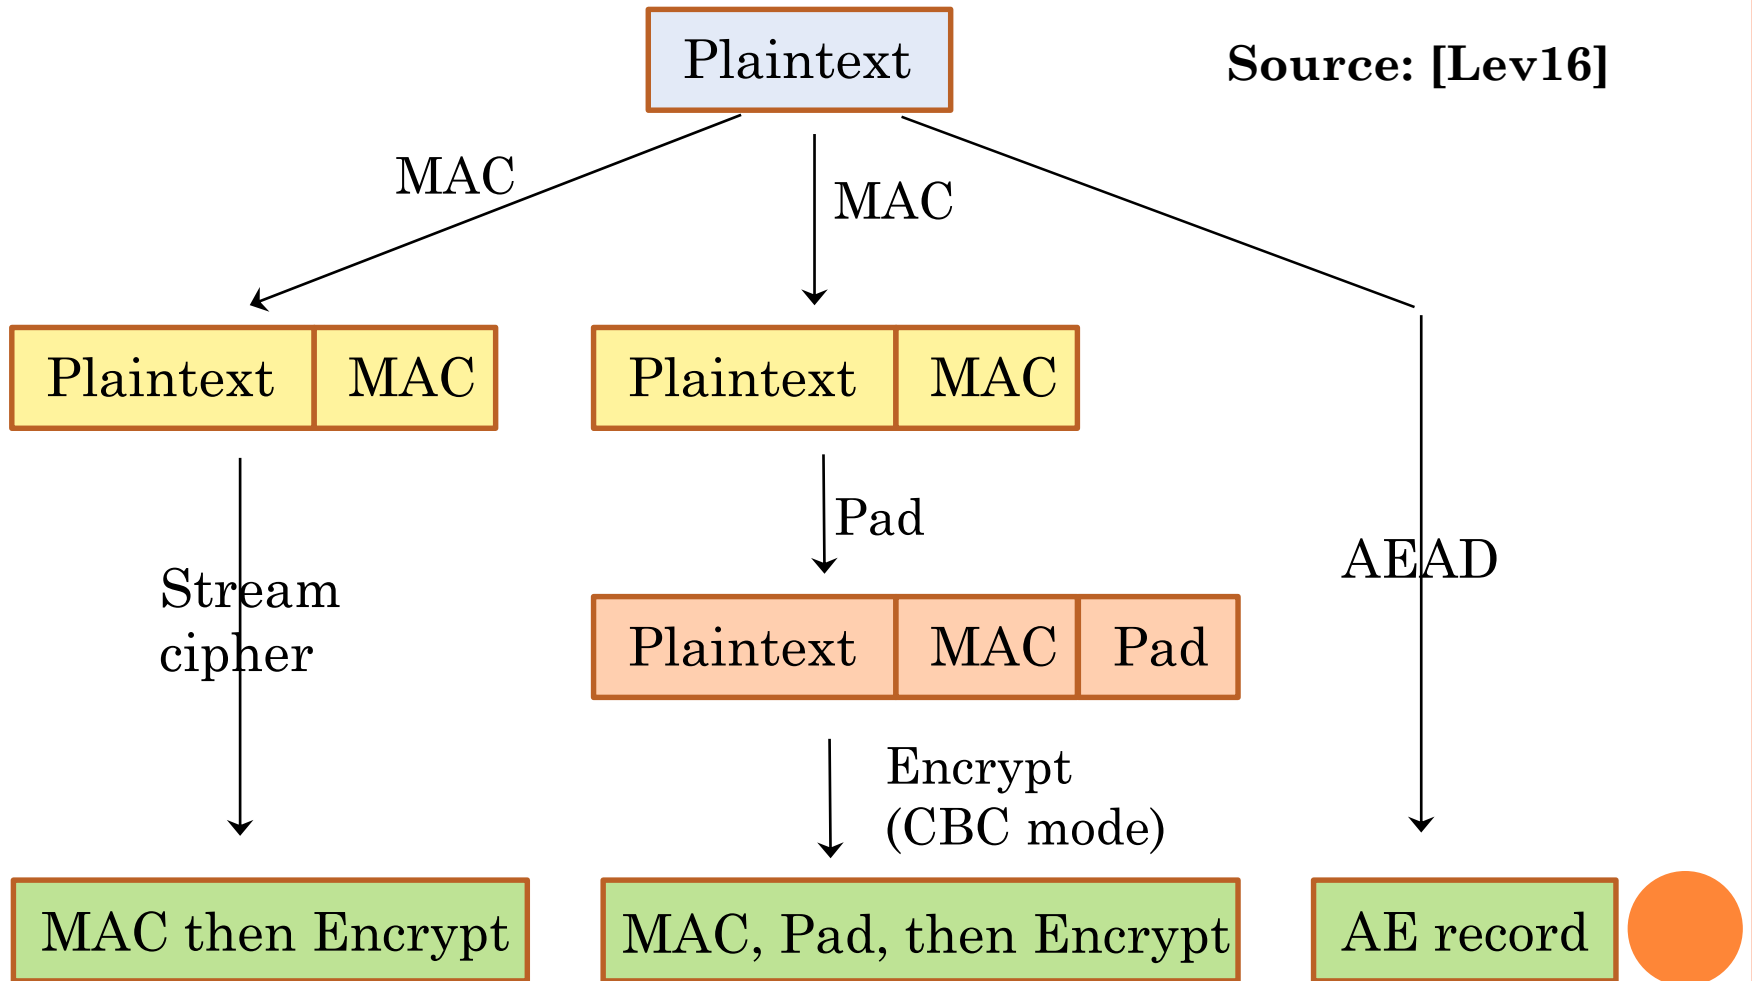 Plaintext
Source: [Lev16]
MAC
MAC
Plaintext MAC
Plaintext MAC
Pad
AEAD
Stream
cipher
Plaintext MAC Pad
Encrypt
(CBC mode)
MAC then Encrypt
MAC, Pad, then Encrypt
AE record